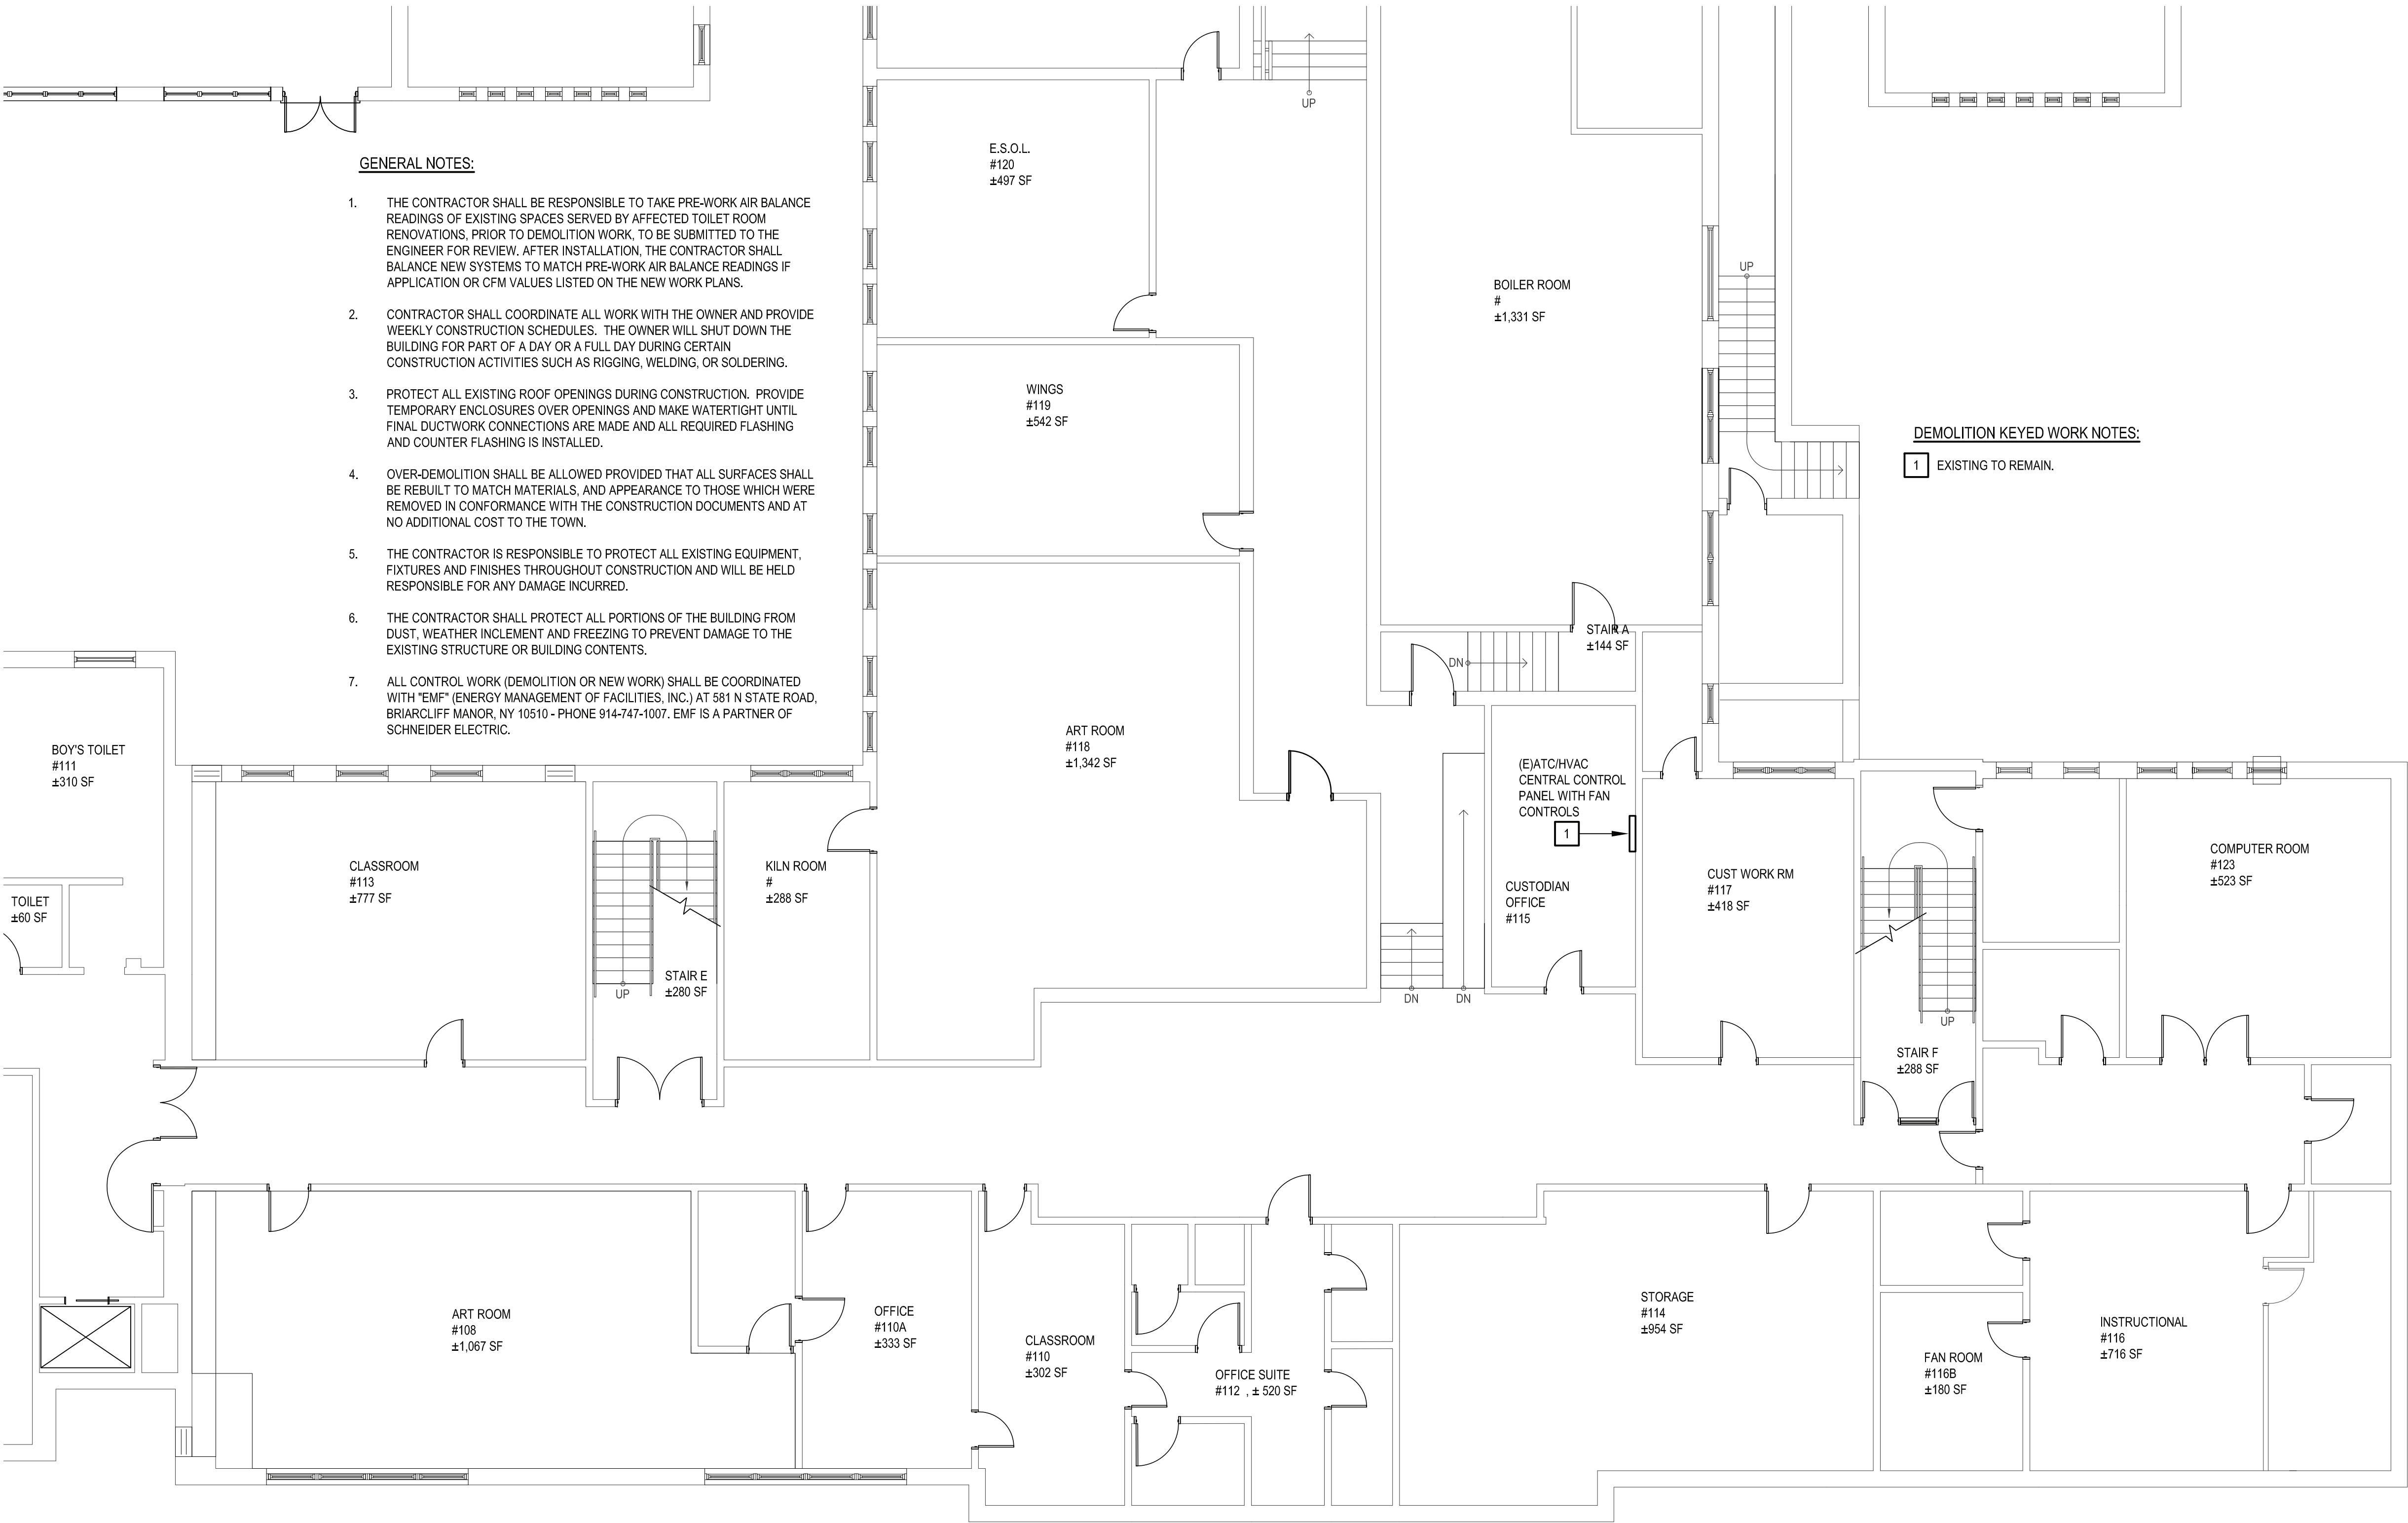 GENERAL NOTES:
1. THE CONTRACTOR SHALL BE RESPONSIBLE TO TAKE PRE-WORK AIR BALANCE
READINGS OF EXISTING SPACES SERVED BY AFFECTED TOILET ROOM
RENOVATIONS, PRIOR TO DEMOLITION WORK, TO BE SUBMITTED TO THE
ENGINEER FOR REVIEW. AFTER INSTALLATION, THE CONTRACTOR SHALL
BALANCE NEW SYSTEMS TO MATCH PRE-WORK AIR BALANCE READINGS IF
APPLICATION OR CFM VALUES LISTED ON THE NEW WORK PLANS.
2. CONTRACTOR SHALL COORDINATE ALL WORK WITH THE OWNER AND PROVIDE
WEEKLY CONSTRUCTION SCHEDULES. THE OWNER WILL SHUT DOWN THE
BUILDING FOR PART OF A DAY OR A FULL DAY DURING CERTAIN
CONSTRUCTION ACTIVITIES SUCH AS RIGGING, WELDING, OR SOLDERING.
3. PROTECT ALL EXISTING ROOF OPENINGS DURING CONSTRUCTION. PROVIDE
TEMPORARY ENCLOSURES OVER OPENINGS AND MAKE WATERTIGHT UNTIL
FINAL DUCTWORK CONNECTIONS ARE MADE AND ALL REQUIRED FLASHING
AND COUNTER FLASHING IS INSTALLED.
4. OVER-DEMOLITION SHALL BE ALLOWED PROVIDED THAT ALL SURFACES SHALL
BE REBUILT TO MATCH MATERIALS, AND APPEARANCE TO THOSE WHICH WERE
REMOVED IN CONFORMANCE WITH THE CONSTRUCTION DOCUMENTS AND AT
NO ADDITIONAL COST TO THE TOWN.
5. THE CONTRACTOR IS RESPONSIBLE TO PROTECT ALL EXISTING EQUIPMENT,
FIXTURES AND FINISHES THROUGHOUT CONSTRUCTION AND WILL BE HELD
RESPONSIBLE FOR ANY DAMAGE INCURRED.
6. THE CONTRACTOR SHALL PROTECT ALL PORTIONS OF THE BUILDING FROM
DUST, WEATHER INCLEMENT AND FREEZING TO PREVENT DAMAGE TO THE
EXISTING STRUCTURE OR BUILDING CONTENTS.
7. ALL CONTROL WORK (DEMOLITION OR NEW WORK) SHALL BE COORDINATED
WITH "EMF" (ENERGY MANAGEMENT OF FACILITIES, INC.) AT 581 N STATE ROAD,
BRIARCLIFF MANOR, NY 10510 - PHONE 914-747-1007. EMF IS A PARTNER OF
SCHNEIDER ELECTRIC.
UP
E.S.O.L.
#120
±497 SF
WINGS
#119
±542 SF
BOILER ROOM
#
±1,331 SF
UP
DEMOLITION KEYED WORK NOTES:
1 EXISTING TO REMAIN.
STAIR A
±144 SF
DN
BOY'S TOILET
#111
±310 SF
ART ROOM
#118
±1,342 SF
(E)ATC/HVAC
CENTRAL CONTROL
PANEL WITH FAN
CONTROLS
1
CUSTODIAN
OFFICE
#115
TOILET
±60 SF
CLASSROOM
#113
±777 SF
KILN ROOM
#
±288 SF
STAIR E
±280 SF
UP
DN
DN
CUST WORK RM
#117
±418 SF
COMPUTER ROOM
#123
±523 SF
UP
STAIR F
±288 SF
ART ROOM
#108
±1,067 SF
OFFICE
#110A
±333 SF
CLASSROOM
#110
±302 SF
OFFICE SUITE
#112 , ± 520 SF
STORAGE
#114
±954 SF
FAN ROOM
#116B
±180 SF
INSTRUCTIONAL
#116
±716 SF